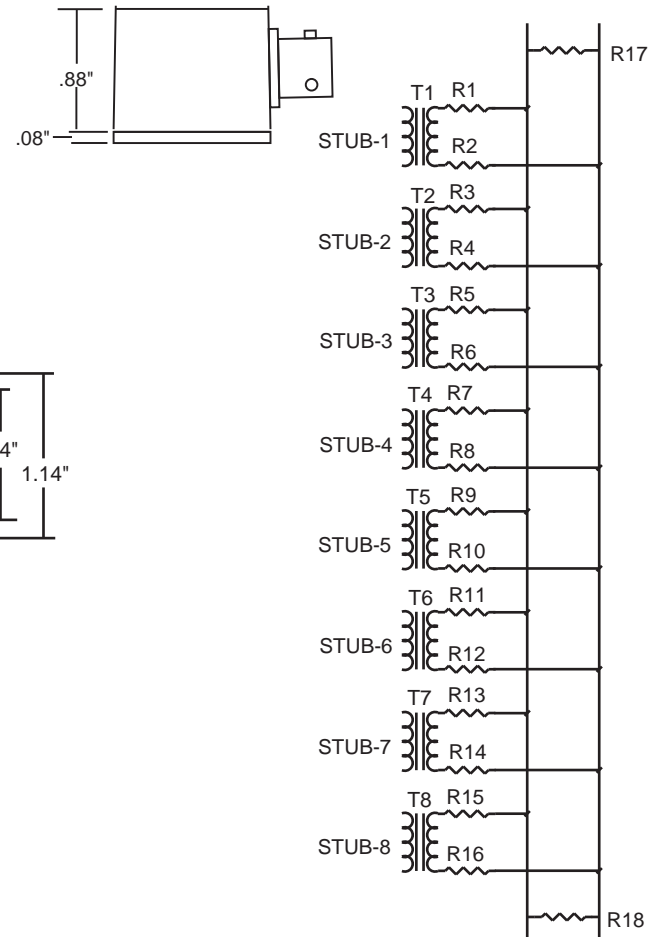 .88"
.08"
4"
1.14"
R17
T1 R1
STUB-1
R2
T2 R3
STUB-2
R4
T3 R5
STUB-3
R6
T4 R7
STUB-4
R8
T5 R9
STUB-5
R10
T6 R11
STUB-6
R12
T7 R13
STUB-7
R14
T8 R15
STUB-8
R16
R18